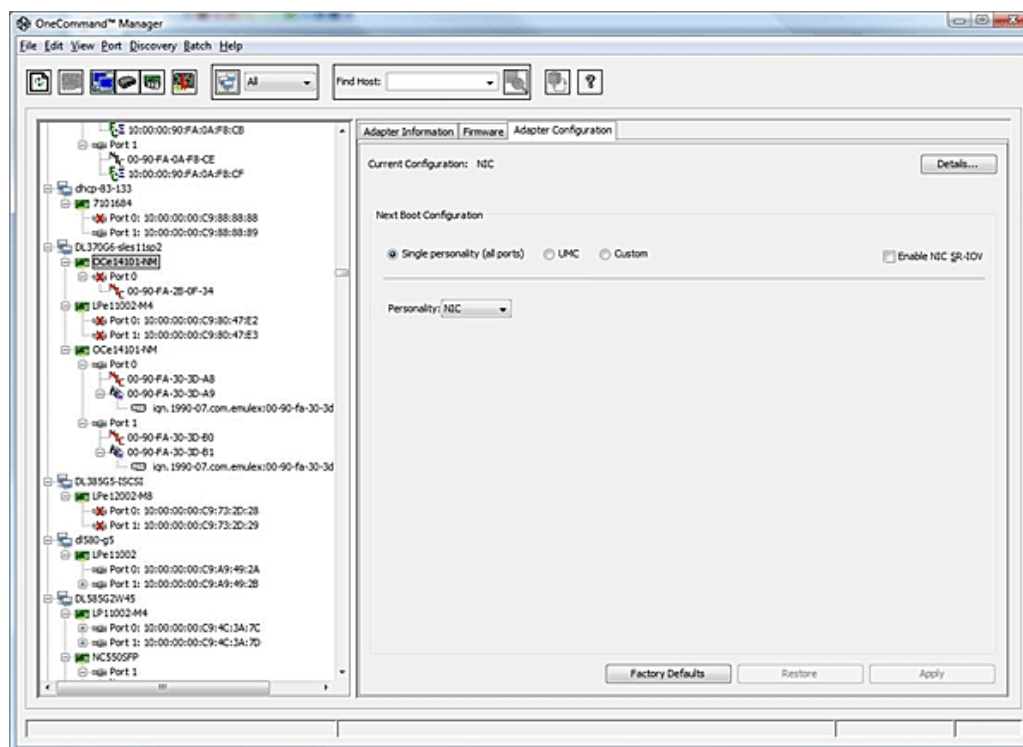 OneCommand™ Manager
File Edit View Port Discovery Batch Help
All
Find Host:
10:00:00:90:FA:0A:F8:CB
Port 1
00-90-FA-0A-F8-CE
10:00:00:90:FA:0A:F8:CF
dhcp-83-133
7101684
Port 0: 10:00:00:00:C9:88:88:88
Port 1: 10:00:00:00:C9:88:88:89
DL370G6-sles11sp2
OCe14101-NM
Port 0
00-90-FA-28-0F-34
LPe11002-M4
Port 0: 10:00:00:00:C9:80:47:E2
Port 1: 10:00:00:00:C9:80:47:E3
OCe14101-NM
Port 0
00-90-FA-30-3D-A8
00-90-FA-30-3D-A9
iqn.1990-07.com.emulex:00-90-fa-30-3d
Port 1
00-90-FA-30-3D-B0
00-90-FA-30-3D-B1
iqn.1990-07.com.emulex:00-90-fa-30-3d
DL385G5-ISCSI
LPe12002-M8
Port 0: 10:00:00:00:C9:73:2D:28
Port 1: 10:00:00:00:C9:73:2D:29
dl580-g5
LPe11002
Port 0: 10:00:00:00:C9:A9:49:2A
Port 1: 10:00:00:00:C9:A9:49:2B
DL585G2W45
LP11002-M4
Port 0: 10:00:00:00:C9:4C:3A:7C
Port 1: 10:00:00:00:C9:4C:3A:7D
NC550SFP
Port 1
Adapter Information Firmware Adapter Configuration
Current Configuration: NIC
Details...
Next Boot Configuration
Single personality (all ports) UMC Custom
Enable NIC SR-IOV
Personality: NIC
Factory Defaults Restore Apply